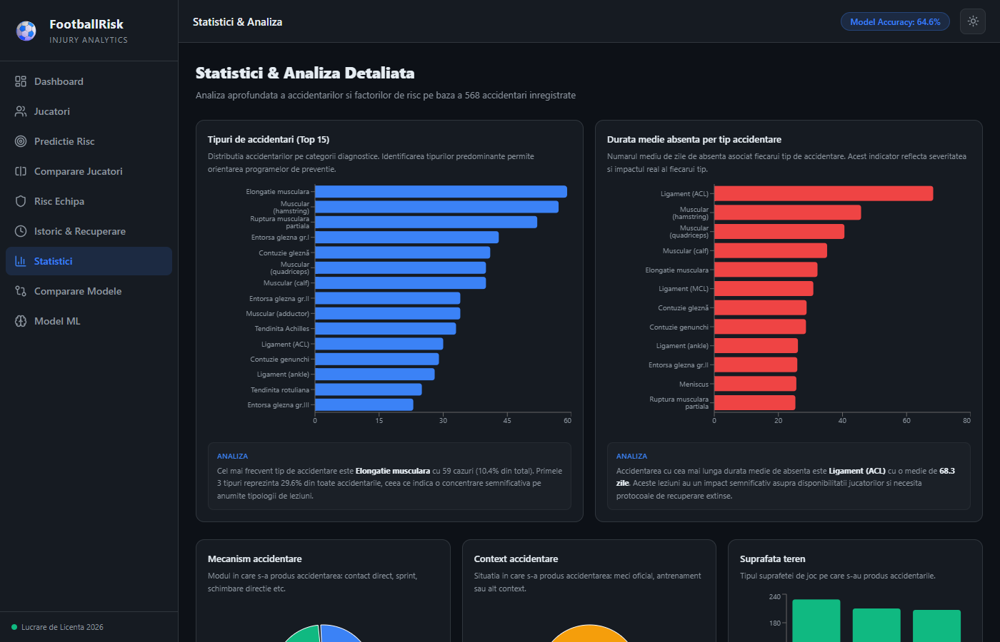 FootballRisk
INJURY ANALYTICS
Dashboard
Jucatori
Predictie Risc
Comparare Jucatori
Risc Echipa
Istoric & Recuperare
Statistici
Comparare Modele
Model ML
Lucrare de Licenta 2026
Statistici & Analiza
Model Accuracy: 64.6%
Statistici & Analiza Detaliata
Analiza aprofundata a accidentarilor si factorilor de risc pe baza a 568 accidentari inregistrate
Tipuri de accidentari (Top 15)
Distributia accidentarilor pe categorii diagnostice. Identificarea tipurilor predominante permite
orientarea programelor de preventie.
Elongatie musculara
Muscular
(hamstring)
Ruptura musculara
partiala
Entorsa glezna gr.I
Contuzie gleznă
Muscular
(quadriceps)
Muscular (calf)
Entorsa glezna gr.II
Muscular (adductor)
Tendinita Achilles
Ligament (ACL)
Contuzie genunchi
Ligament (ankle)
Tendinita rotuliana
Entorsa glezna gr.III
0 15 30 45 60
ANALIZA
Cel mai frecvent tip de accidentare este Elongatie musculara cu 59 cazuri (10.4% din total). Primele
3 tipuri reprezinta 29.6% din toate accidentarile, ceea ce indica o concentrare semnificativa pe
anumite tipologii de leziuni.
Durata medie absenta per tip accidentare
Numarul mediu de zile de absenta asociat fiecarui tip de accidentare. Acest indicator reflecta severitatea
si impactul real al fiecarui tip.
Ligament (ACL)
Muscular
(hamstring)
Muscular
(quadriceps)
Muscular (calf)
Elongatie musculara
Ligament (MCL)
Contuzie gleznă
Contuzie genunchi
Ligament (ankle)
Entorsa glezna gr.II
Meniscus
Ruptura musculara
partiala
0 20 40 60 80
ANALIZA
Accidentarea cu cea mai lunga durata medie de absenta este Ligament (ACL) cu o medie de 68.3
zile. Aceste leziuni au un impact semnificativ asupra disponibilitatii jucatorilor si necesita
protocoale de recuperare extinse.
Mecanism accidentare
Modul in care s-a produs accidentarea: contact direct, sprint,
schimbare directie etc.
Context accidentare
Situatia in care s-a produs accidentarea: meci oficial, antrenament
sau alt context.
Suprafata teren
Tipul suprafetei de joc pe care s-au produs accidentarile.
240
180